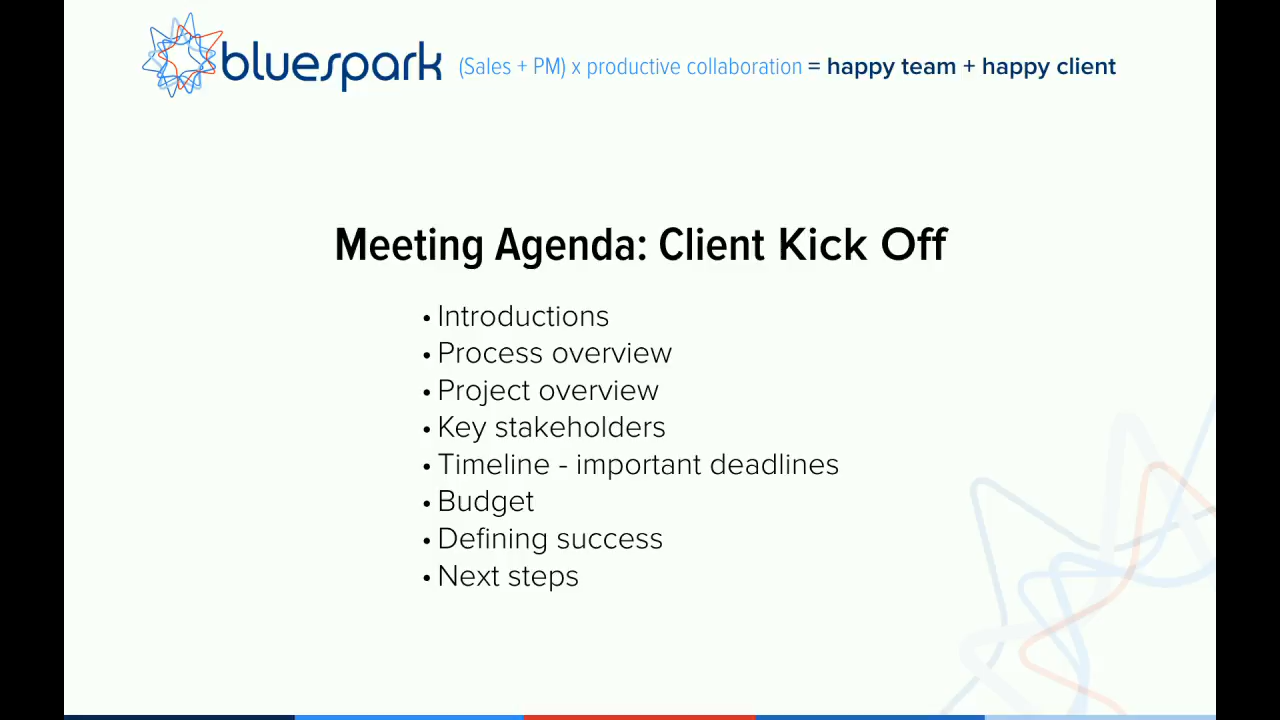 bluespark (Sales + PM) x productive collaboration = happy team + happy client
Meeting Agenda: Client Kick Off
• Introductions
• Process overview
• Project overview
• Key stakeholders
• Timeline - important deadlines
• Budget
• Defining success
• Next steps